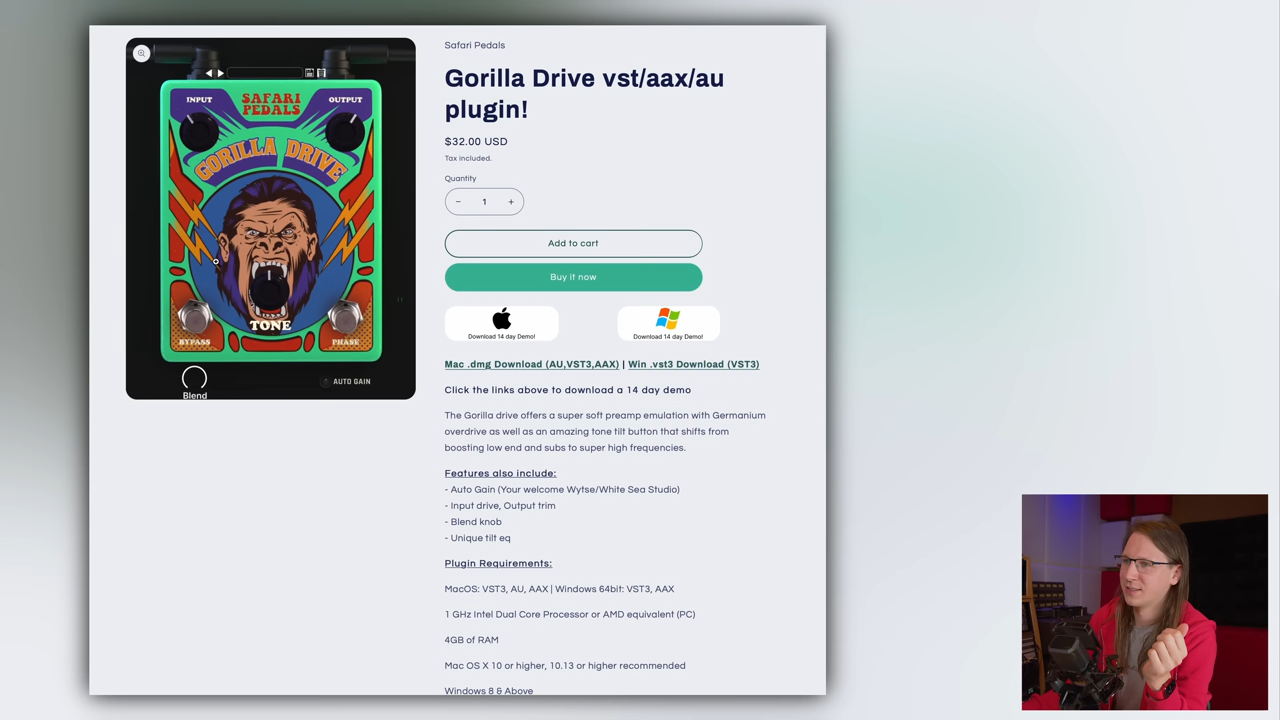 INPUT
SAFARI
PEDALS
OUTPUT
GORILLA DRIVE
TONE
BYPASS
PHASE
Blend
AUTO GAIN
Safari Pedals
Gorilla Drive vst/aax/au
plugin!
$32.00 USD
Tax included.
Quantity
− 1 +
Add to cart
Buy it now
Download 14 day Demo!
Download 14 day Demo!
Mac .dmg Download (AU,VST3,AAX) | Win .vst3 Download (VST3)
Click the links above to download a 14 day demo
The Gorilla drive offers a super soft preamp emulation with Germanium
overdrive as well as an amazing tone tilt button that shifts from
boosting low end and subs to super high frequencies.
Features also include:
- Auto Gain (Your welcome Wytse/White Sea Studio)
- Input drive, Output trim
- Blend knob
- Unique tilt eq
Plugin Requirements:
MacOS: VST3, AU, AAX | Windows 64bit: VST3, AAX
1 GHz Intel Dual Core Processor or AMD equivalent (PC)
4GB of RAM
Mac OS X 10 or higher, 10.13 or higher recommended
Windows 8 & Above